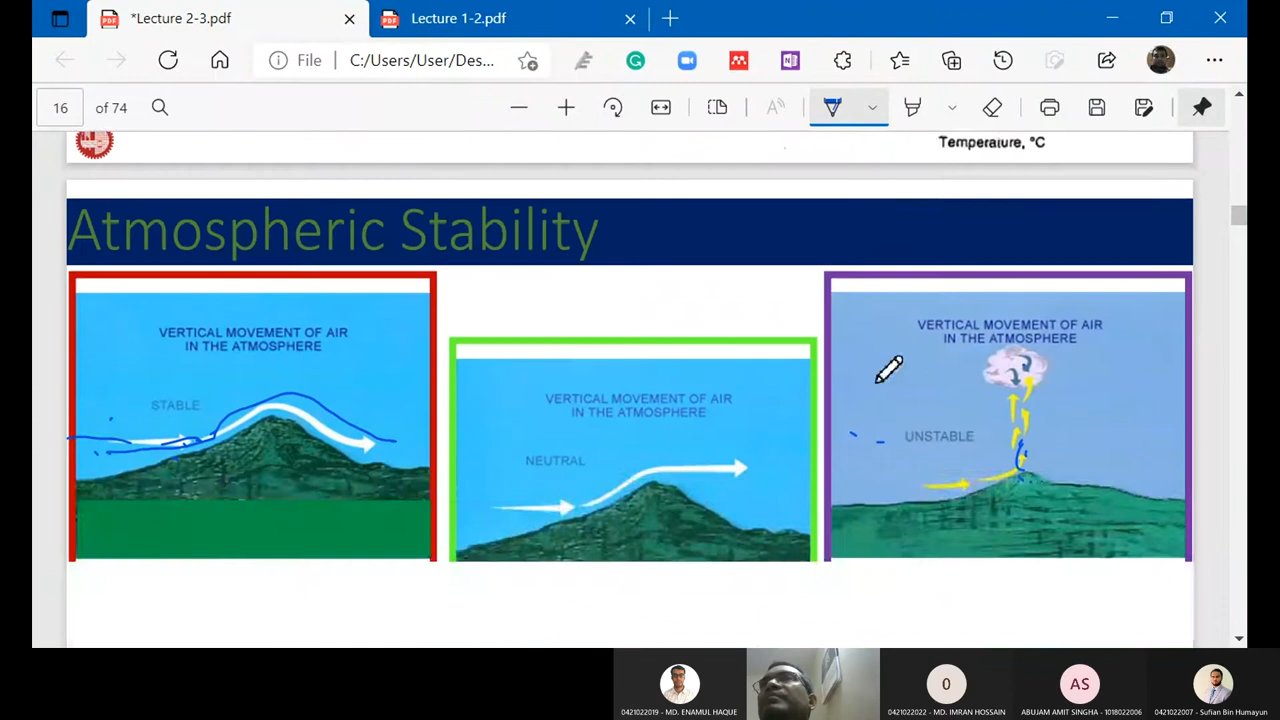 *Lecture 2-3.pdf
Lecture 1-2.pdf
File
C:/Users/User/Des...
16 of 74
Temperature, °C
Atmospheric Stability
VERTICAL MOVEMENT OF AIR
IN THE ATMOSPHERE
STABLE
VERTICAL MOVEMENT OF AIR
IN THE ATMOSPHERE
NEUTRAL
VERTICAL MOVEMENT OF AIR
IN THE ATMOSPHERE
UNSTABLE
0
AS
0421022019 - MD. ENAMUL HAQUE
0421022022 - MD. IMRAN HOSSAIN
ABUJAM AMIT SINGHA - 1018022006
0421022007 - Sufian Bin Humayun